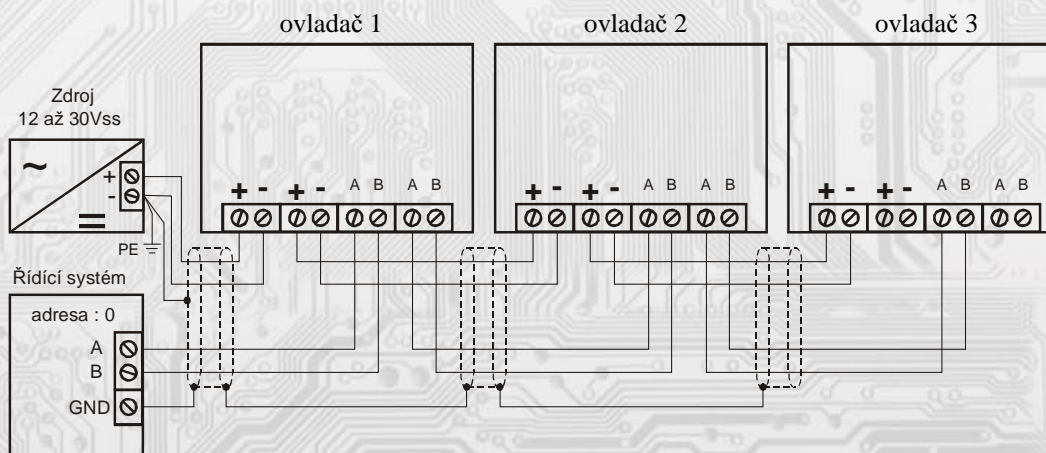 ovladač 1 ovladač 2 ovladač 3
Zdroj
12 až 30Vss
~
+
-
=
PE
+ - + - A B A B
+ - + - A B A B
+ - + - A B A B
Řídící systém
adresa : 0
A
B
GND